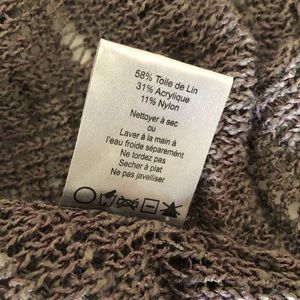 58% Toile de Lin
31% Acrylique
11% Nylon
Nettoyer à sec
ou
Laver à la main à
l'eau froide séparément
Ne tordez pas
Secher à plat
Ne pas javelliser